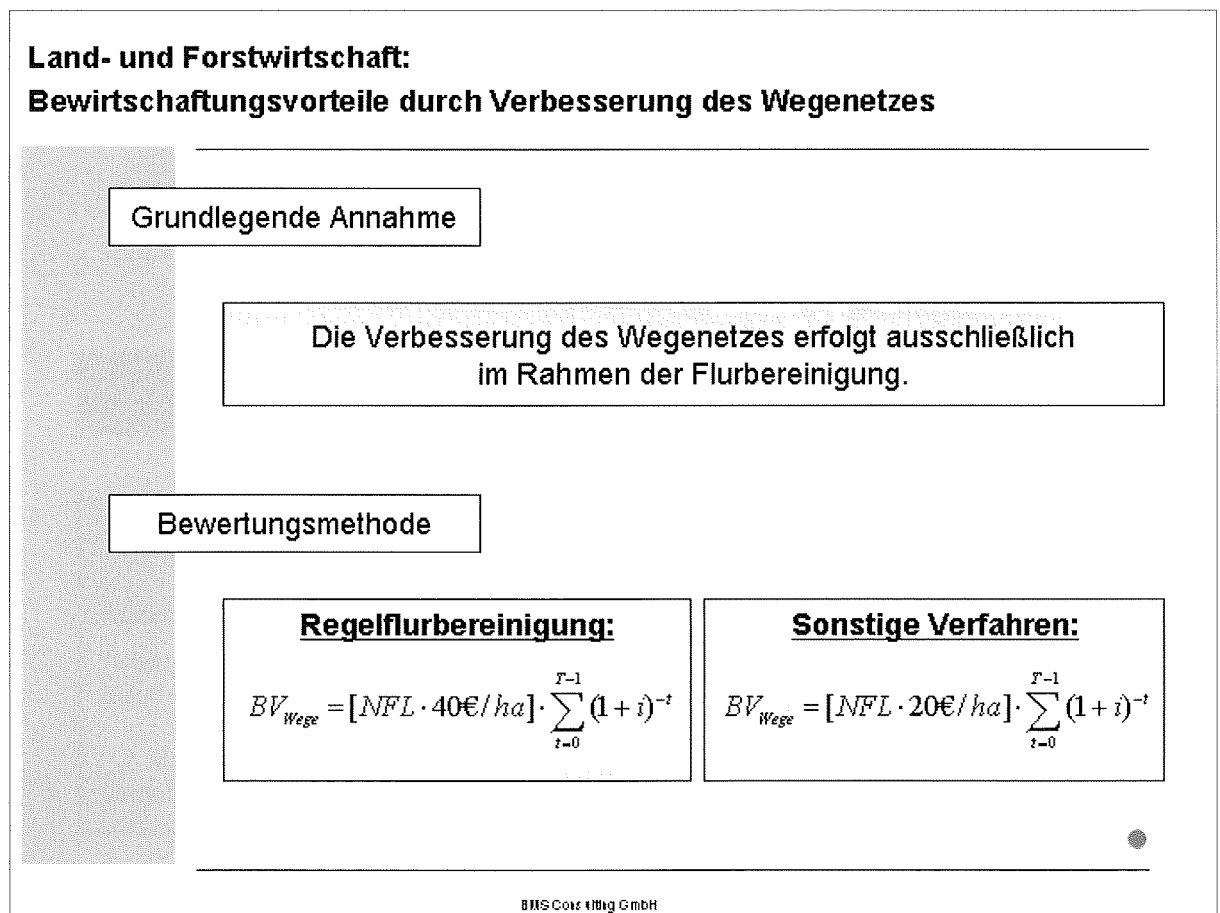 Land- und Forstwirtschaft:
Bewirtschaftungsvorteile durch Verbesserung des Wegenetzes
Grundlegende Annahme
Die Verbesserung des Wegenetzes erfolgt ausschließlich
im Rahmen der Flurbereinigung.
Bewertungsmethode
Regelflurbereinigung:
BV_Wege = [NFL · 40€/ha] · ∑_{t=0}^{T-1} (1 + i)^{-t}
Sonstige Verfahren:
BV_Wege = [NFL · 20€/ha] · ∑_{t=0}^{T-1} (1 + i)^{-t}
GmbH